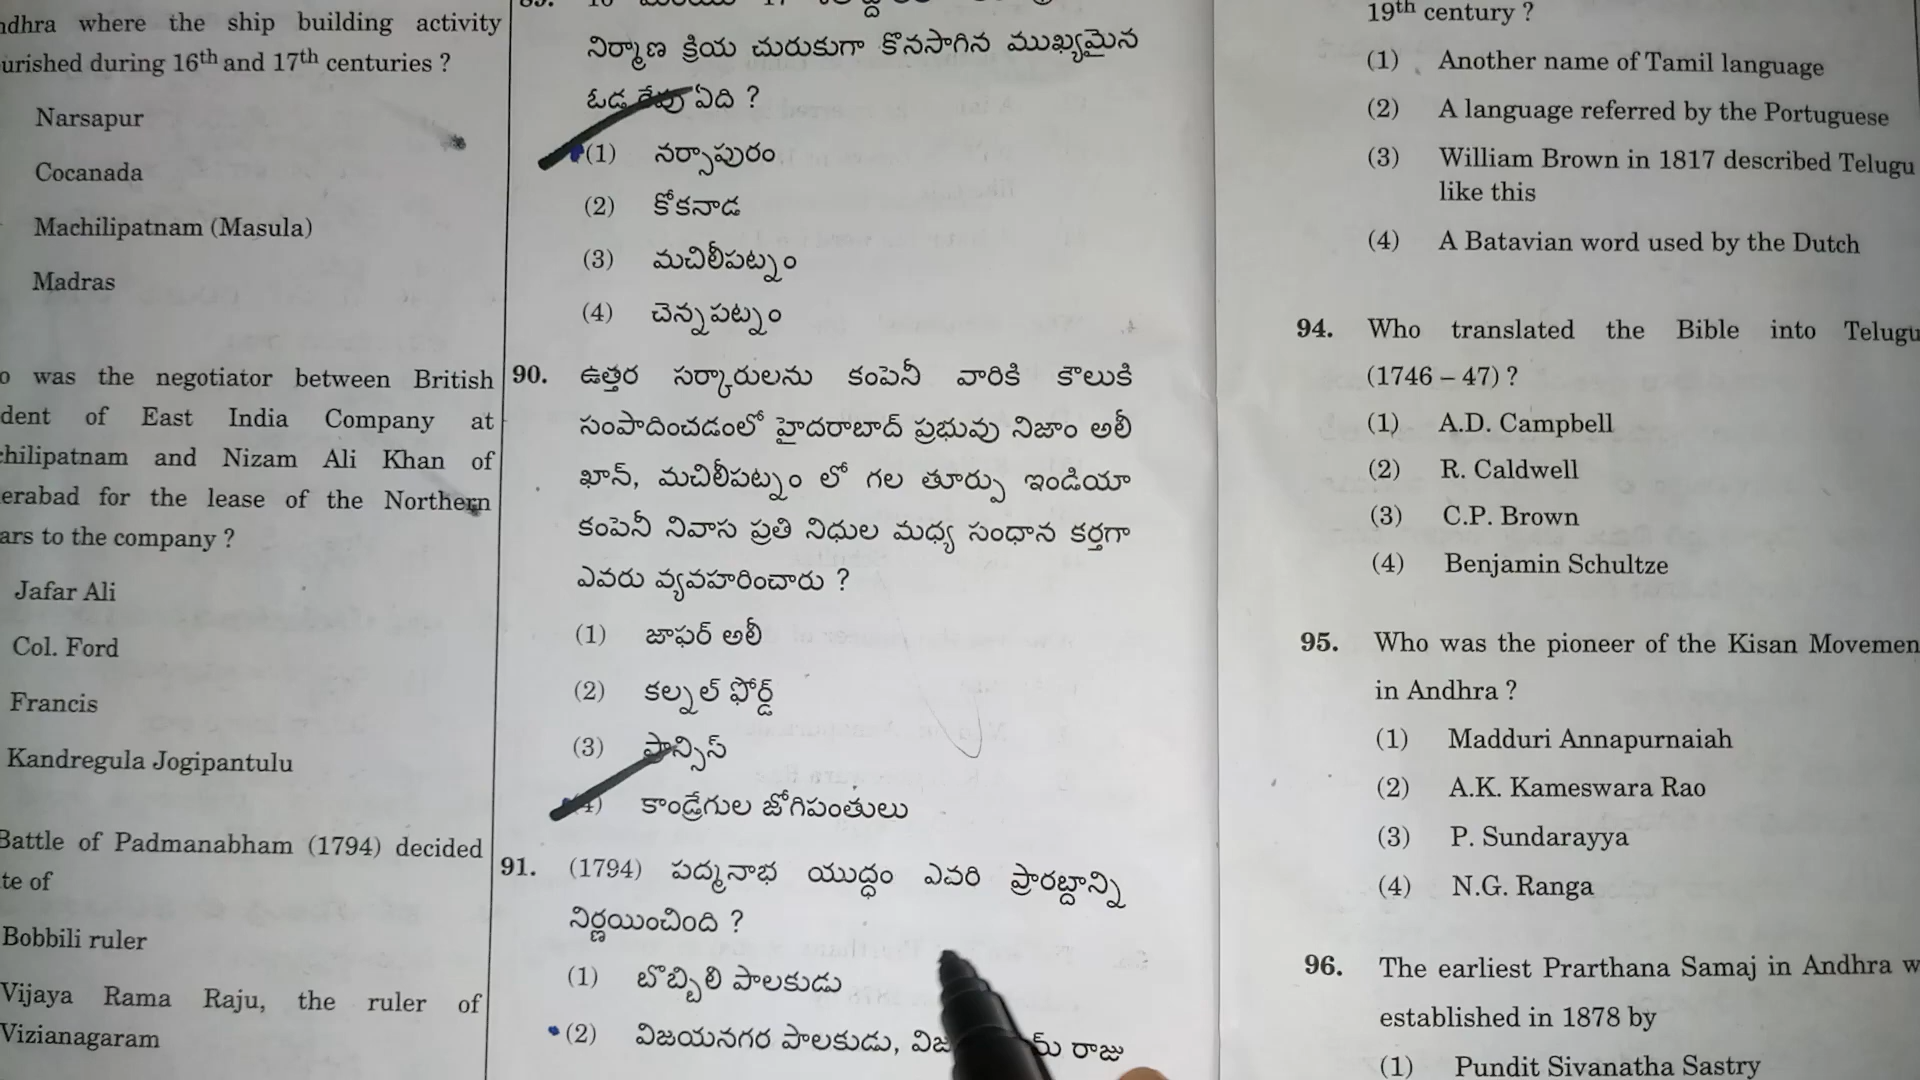 where the ship building activity
during 16th and 17th centuries ?
Narsapur
Cocanada
Machilipatnam (Masula)
Madras
was the negotiator between British
of East India Company at
and Nizam Ali Khan of
for the lease of the Northern
to the company ?
Jafar Ali
Col. Ford
Francis
Kandregula Jogipantulu
Battle of Padmanabham (1794) decided
of
Bobbili ruler
Vijaya Rama Raju, the ruler of
Vizianagaram
నిర్మాణ క్రియ చురుకుగా కొనసాగిన ముఖ్యమైన
ఓడ రేవు ఏది ?
(1) నర్సాపురం
(2) కోకనాడ
(3) మచిలీపట్నం
(4) చెన్నపట్నం
90. ఉత్తర సర్కారులను కంపెనీ వారికి కౌలుకి
సంపాదించడంలో హైదరాబాద్ ప్రభువు నిజాం అలీ
ఖాన్, మచిలీపట్నం లో గల తూర్పు ఇండియా
కంపెనీ నివాస ప్రతి నిధుల మధ్య సంధాన కర్తగా
ఎవరు వ్యవహరించారు ?
(1) జాఫర్ అలీ
(2) కల్నల్ ఫోర్డ్
(3) ఫ్రాన్సిస్
(4) కాండ్రేగుల జోగిపంతులు
91. (1794) పద్మనాభ యుద్ధం ఎవరి ప్రారబ్దాన్ని
నిర్ణయించింది ?
(1) బొబ్బిలి పాలకుడు
(2) విజయనగర పాలకుడు, రాజు
19th century ?
(1) Another name of Tamil language
(2) A language referred by the Portuguese
(3) William Brown in 1817 described Telugu
like this
(4) A Batavian word used by the Dutch
94. Who translated the Bible into Telugu
(1746 – 47) ?
(1) A.D. Campbell
(2) R. Caldwell
(3) C.P. Brown
(4) Benjamin Schultze
95. Who was the pioneer of the Kisan Movemen
in Andhra ?
(1) Madduri Annapurnaiah
(2) A.K. Kameswara Rao
(3) P. Sundarayya
(4) N.G. Ranga
96. The earliest Prarthana Samaj in Andhra w
established in 1878 by
(1) Pundit Sivanatha Sastry